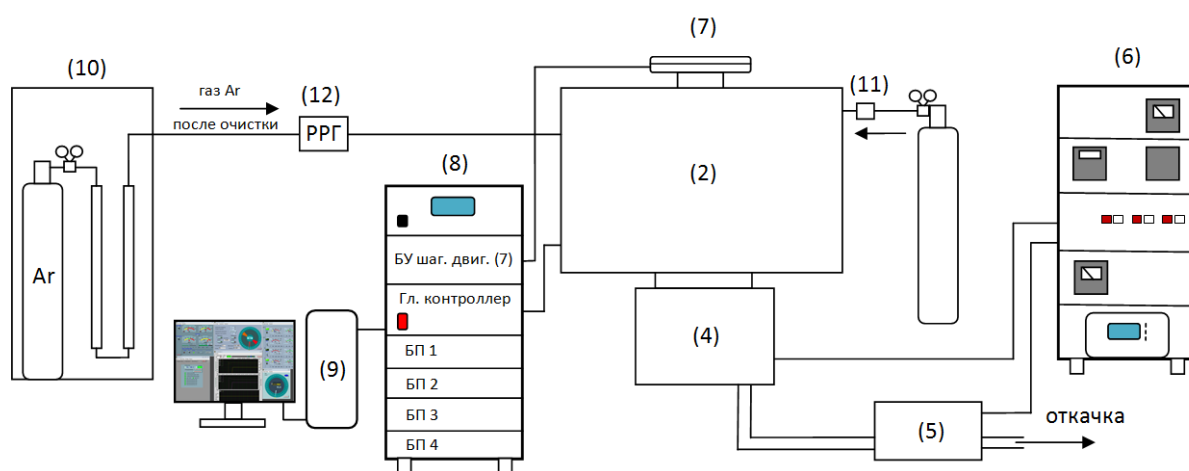 (7)
(10)
(6)
газ Ar
(12)
(11)
после очистки
РРГ
(8)
(2)
БУ шаг. двиг. (7)
Ar
Гл. контроллер
(4)
БП 1
(9)
БП 2
БП 3
(5)
откачка
БП 4